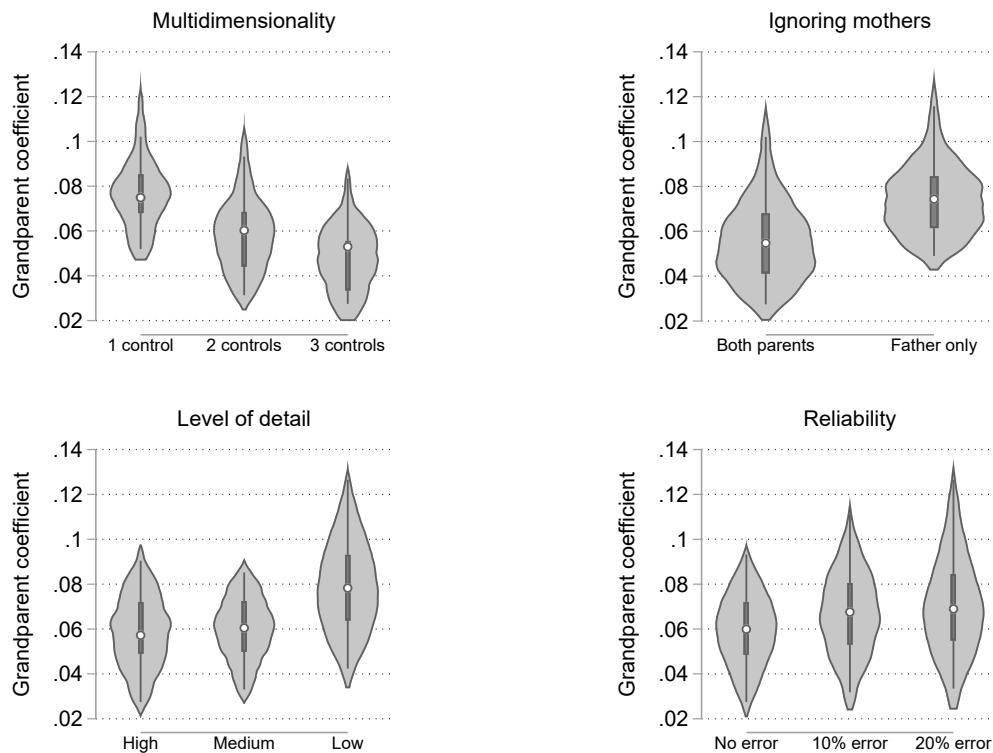 Multidimensionality
Grandparent coefficient
.14
.12
.1
.08
.06
.04
.02
1 control 2 controls 3 controls
Ignoring mothers
Grandparent coefficient
.14
.12
.1
.08
.06
.04
.02
Both parents Father only
Level of detail
Grandparent coefficient
.14
.12
.1
.08
.06
.04
.02
High Medium Low
Reliability
Grandparent coefficient
.14
.12
.1
.08
.06
.04
.02
No error 10% error 20% error